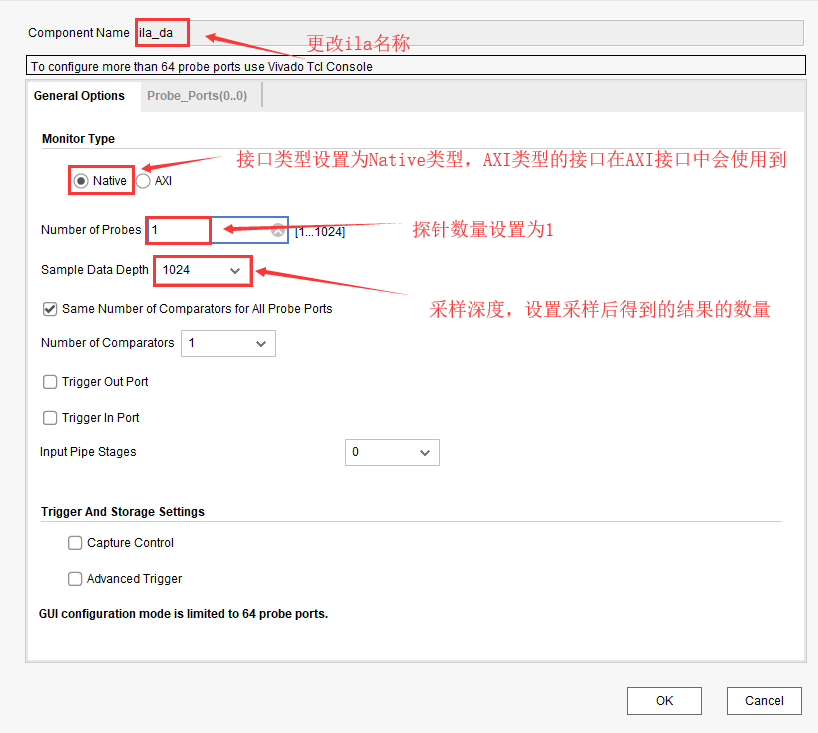 Component Name ila_da
更改ila名称
To configure more than 64 probe ports use Vivado Tcl Console
General Options Probe_Ports(0..0)
Monitor Type
接口类型设置为Native类型，AXI类型的接口在AXI接口中会使用到
Native AXI
Number of Probes 1 [1...1024]
探针数量设置为1
Sample Data Depth 1024
采样深度，设置采样后得到的结果的数量
Same Number of Comparators for All Probe Ports
Number of Comparators 1
Trigger Out Port
Trigger In Port
Input Pipe Stages 0
Trigger And Storage Settings
Capture Control
Advanced Trigger
GUI configuration mode is limited to 64 probe ports.
OK Cancel